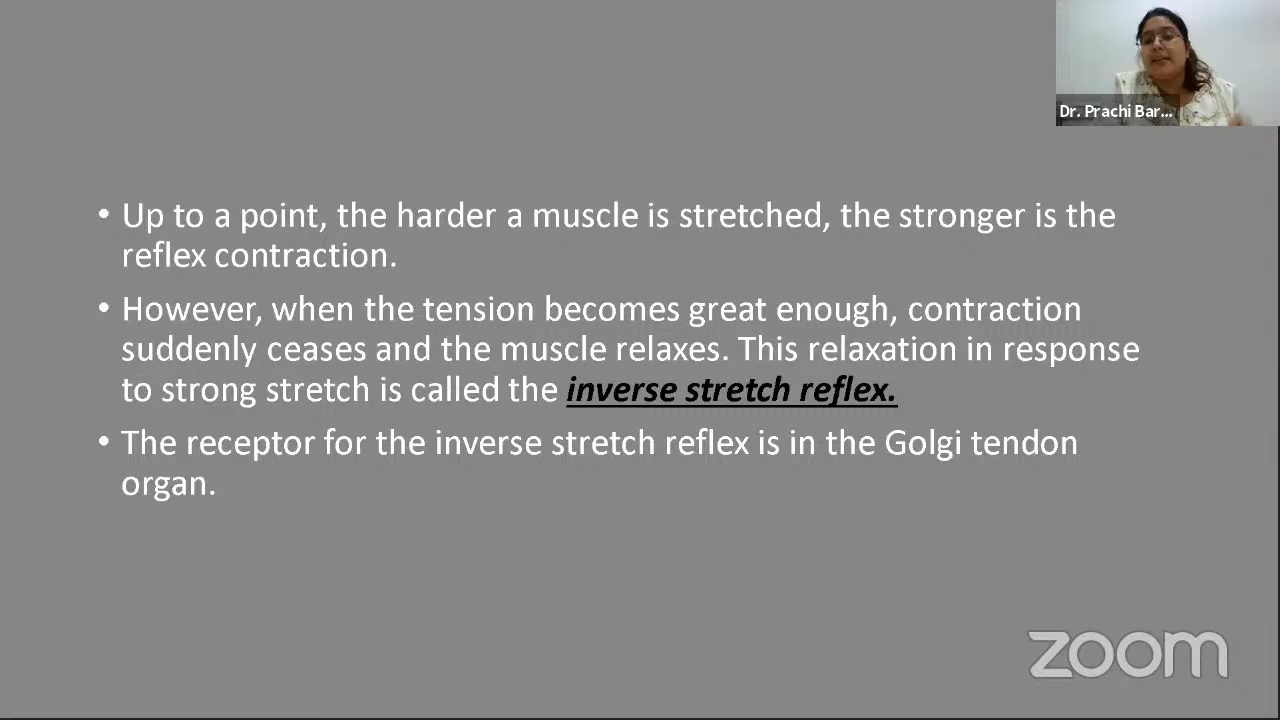 Dr. Prachi Bar...
• Up to a point, the harder a muscle is stretched, the stronger is the
reflex contraction.
• However, when the tension becomes great enough, contraction
suddenly ceases and the muscle relaxes. This relaxation in response
to strong stretch is called the inverse stretch reflex.
• The receptor for the inverse stretch reflex is in the Golgi tendon
organ.
zoom